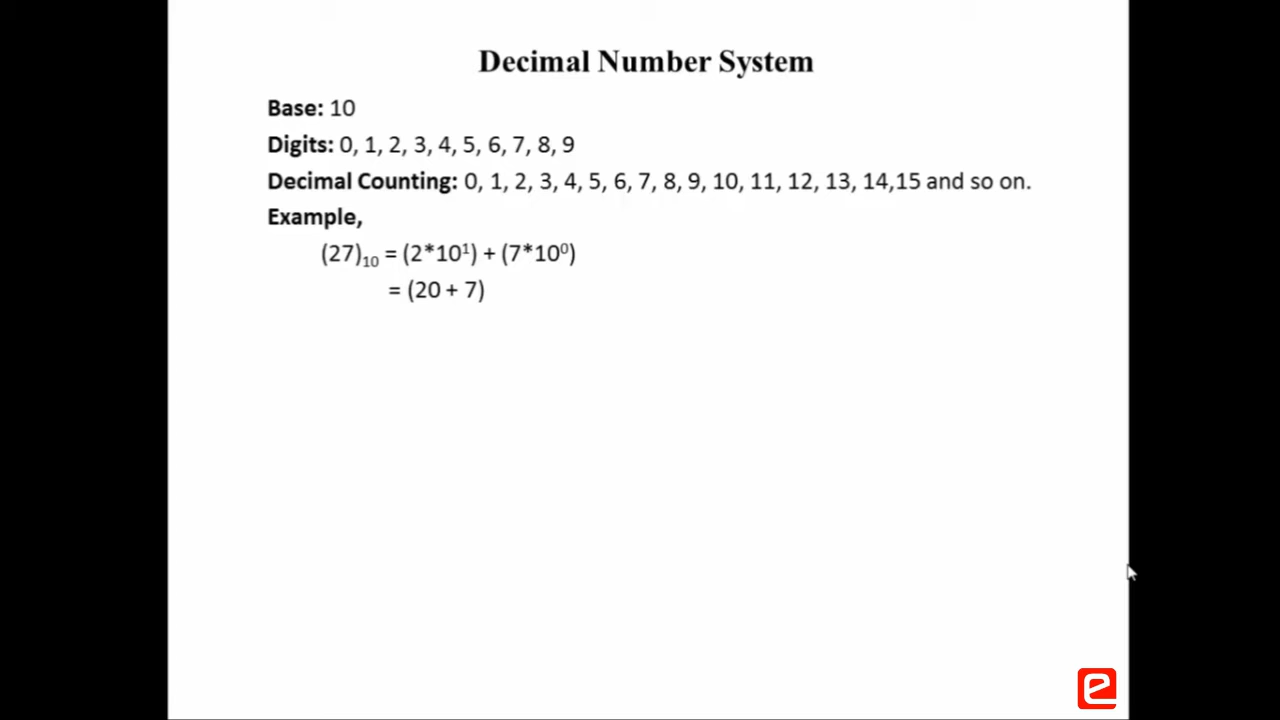 Decimal Number System
Base: 10
Digits: 0, 1, 2, 3, 4, 5, 6, 7, 8, 9
Decimal Counting: 0, 1, 2, 3, 4, 5, 6, 7, 8, 9, 10, 11, 12, 13, 14,15 and so on.
Example,
(27)₁₀ = (2*10¹) + (7*10⁰)
= (20 + 7)
e